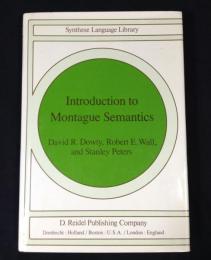 Synthese Language Library
Introduction to
Montague Semantics
David R. Dowty, Robert E. Wall,
and Stanley Peters
D. Reidel Publishing Company
Dordrecht : Holland / Boston : U.S.A. / London : England